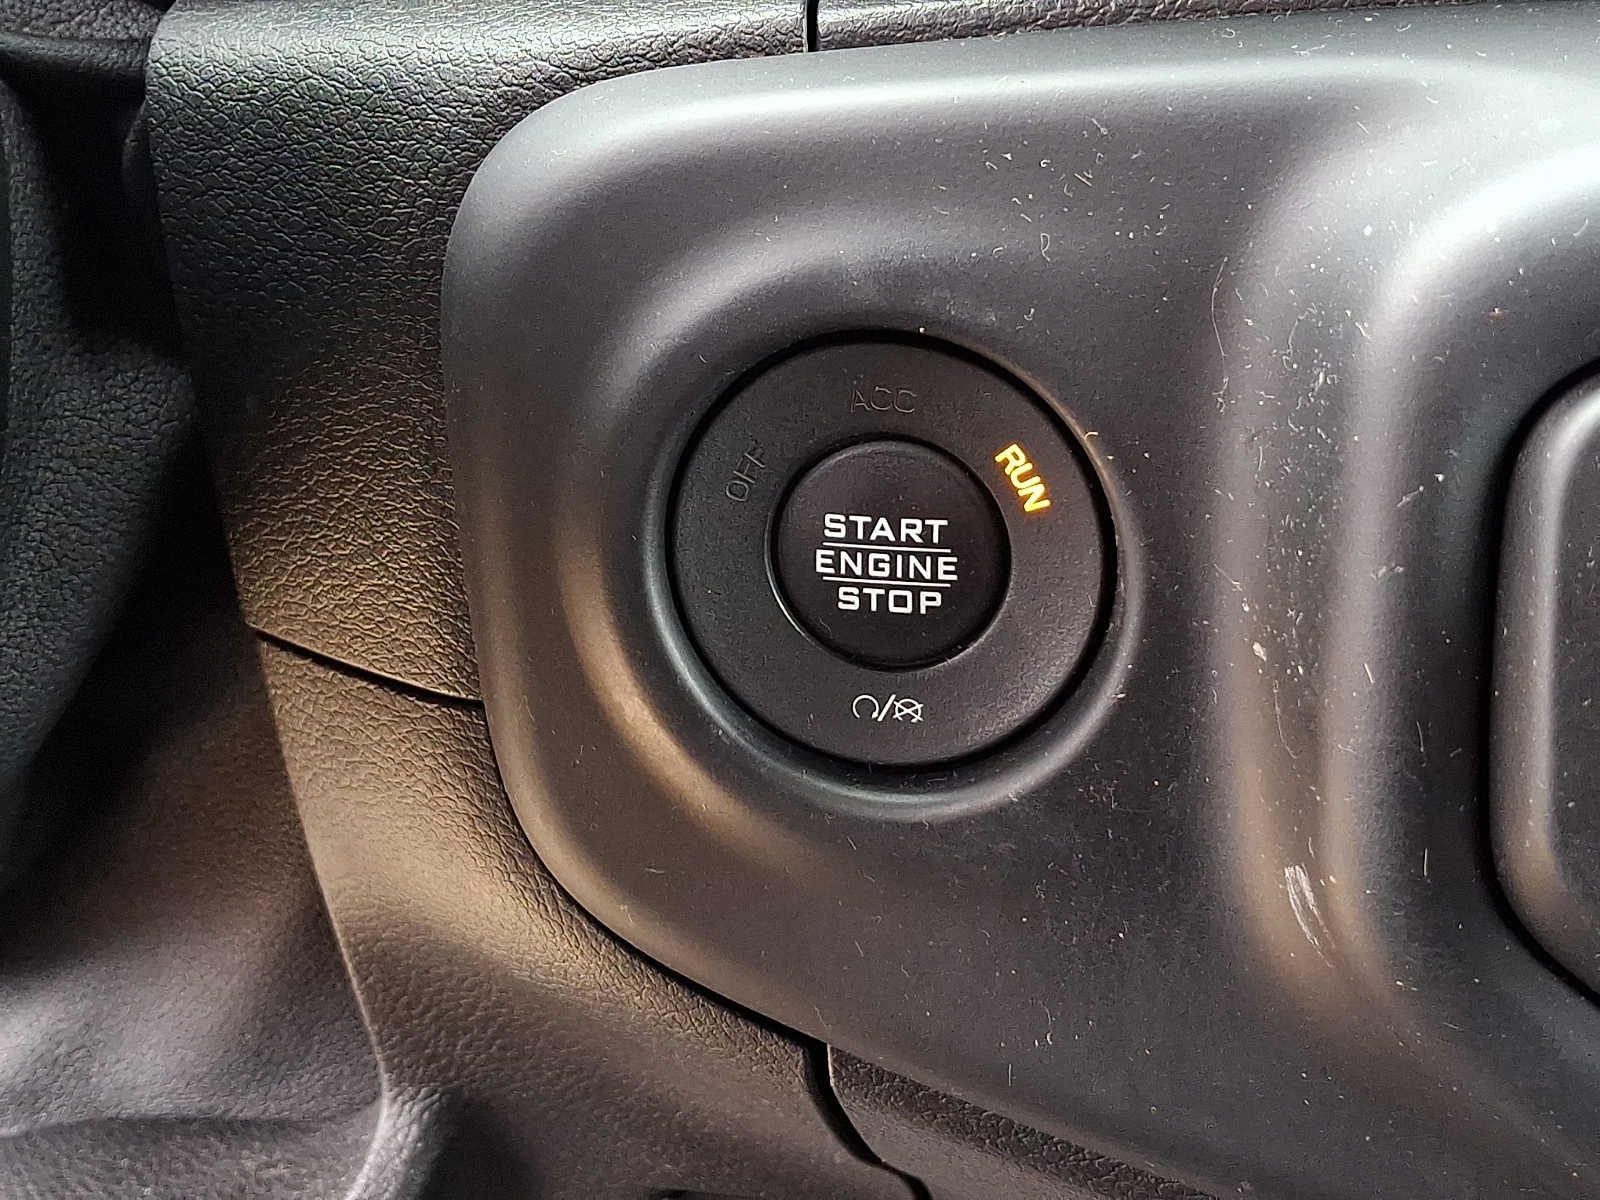 ACC
OFF
RUN
START
ENGINE
STOP